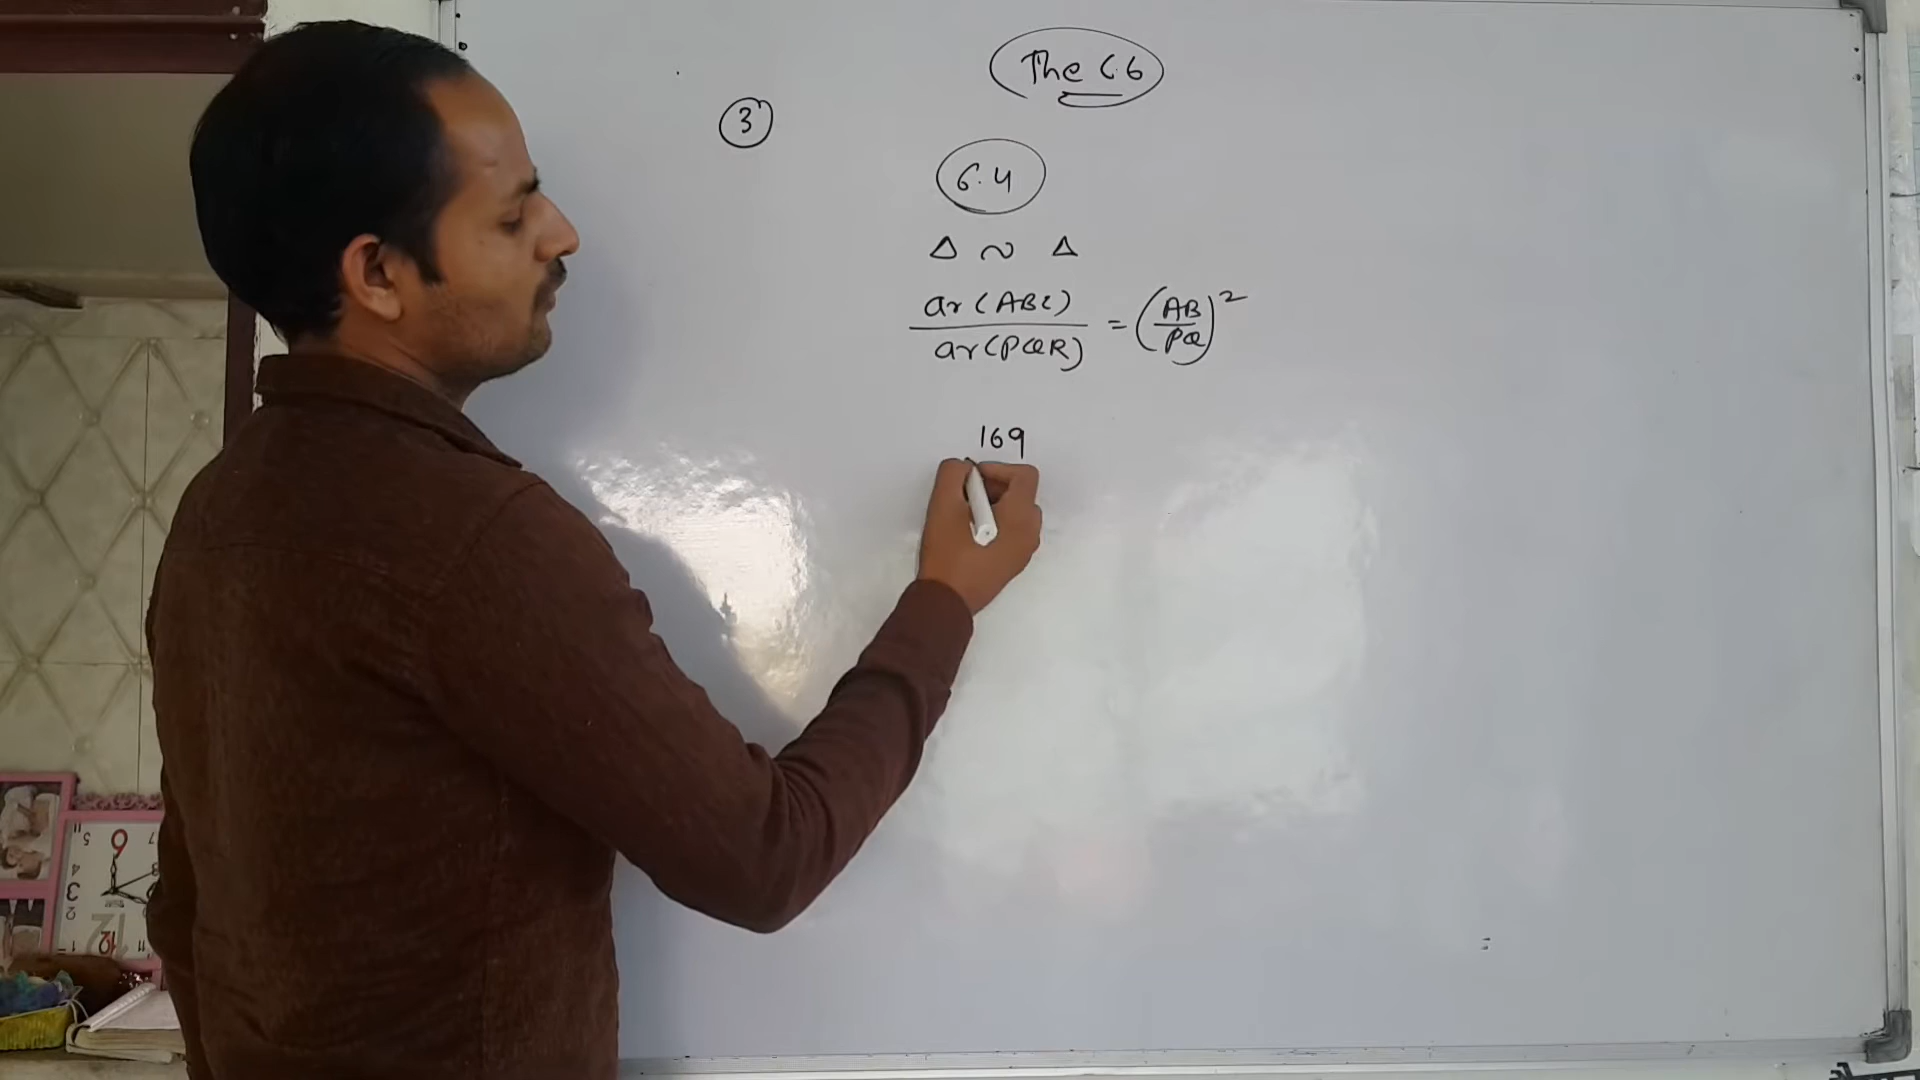 The 6.6
3
6.4
Δ ~ Δ
ar (ABC)
ar (PQR)
= (AB/PQ)²
169
=